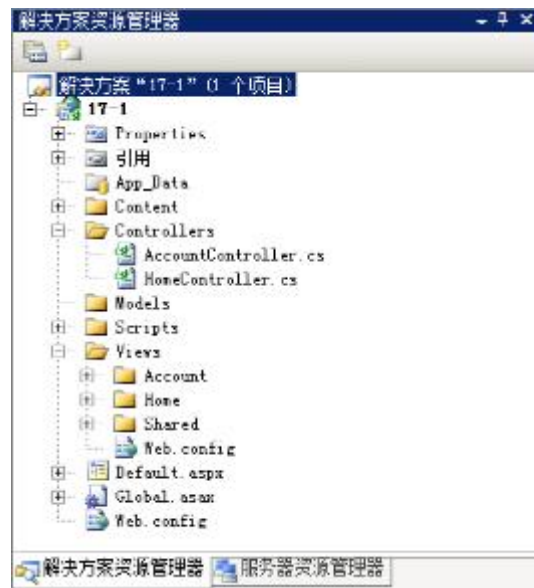 解决方案资源管理器
解决方案“17-1”(1 个项目)
17-1
Properties
引用
App_Data
Content
Controllers
AccountController.cs
HomeController.cs
Models
Scripts
Views
Account
Home
Shared
Web.config
Default.aspx
Global.asax
Web.config
解决方案资源管理器 服务器资源管理器